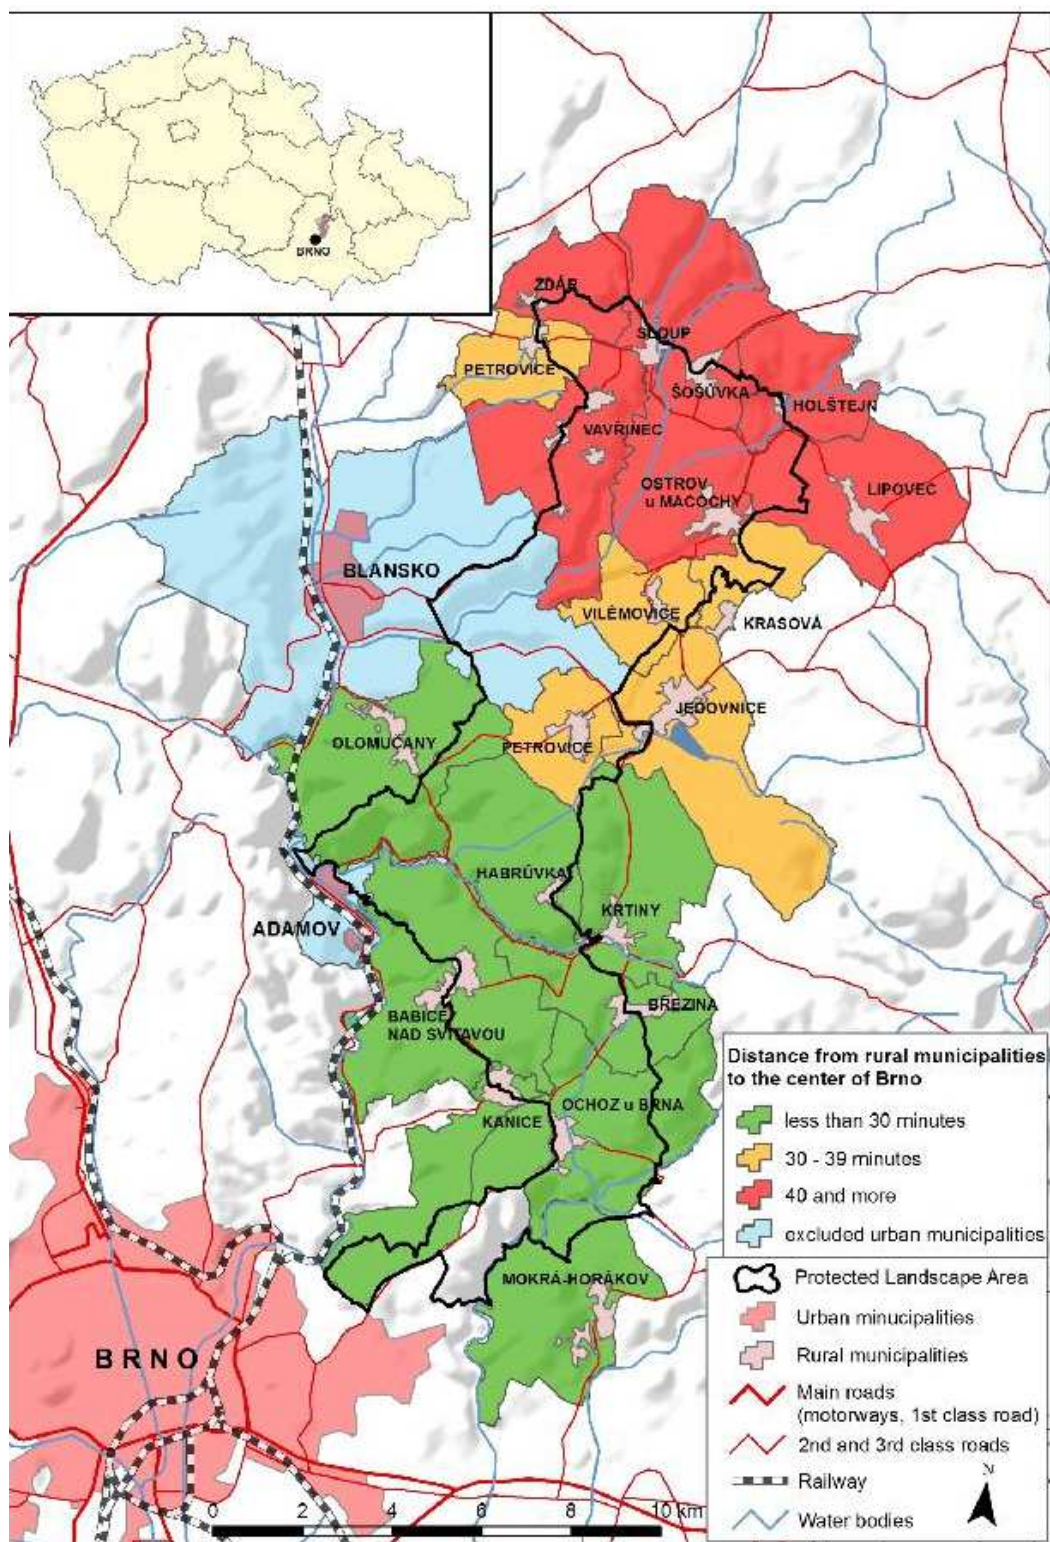 BRNO
ŽDÁR
SLOUP
PETROVICE
ŠOŠŮVKA
HOLŠTEJN
VAVŘINEC
OSTROV
u MACOCHY
LIPOVEC
BLANSKO
VILÉMOVICE
KRASOVÁ
JEDOVNICE
OLOMUČANY
PETROVICE
HABRŮVKA
KRTINY
ADAMOV
BŘEZINA
BABICE
NAD SVITAVOU
OCHOZ u BRNA
KANICE
MOKRÁ-HORÁKOV
BRNO
Distance from rural municipalities
to the center of Brno
less than 30 minutes
30 - 39 minutes
40 and more
excluded urban municipalities
Protected Landscape Area
Urban minucipalities
Rural municipalities
Main roads
(motorways, 1st class road)
2nd and 3rd class roads
Railway
Water bodies
N
0 2 4 6 8 10 km